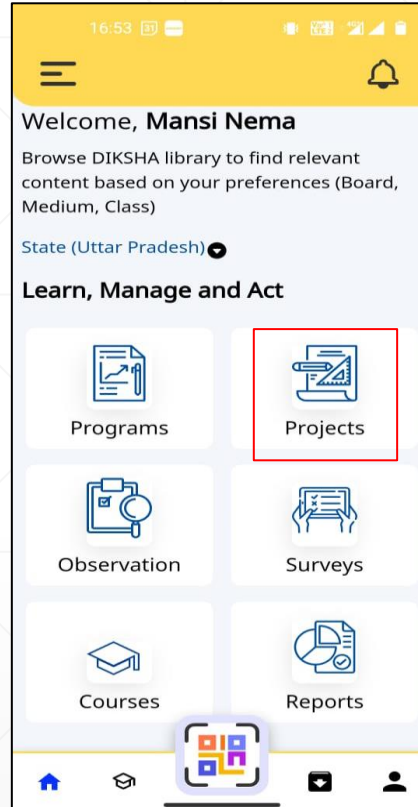 16:53 31
Welcome, Mansi Nema
Browse DIKSHA library to find relevant
content based on your preferences (Board,
Medium, Class)
State (Uttar Pradesh)
Learn, Manage and Act
Programs Projects
Observation Surveys
Courses Reports